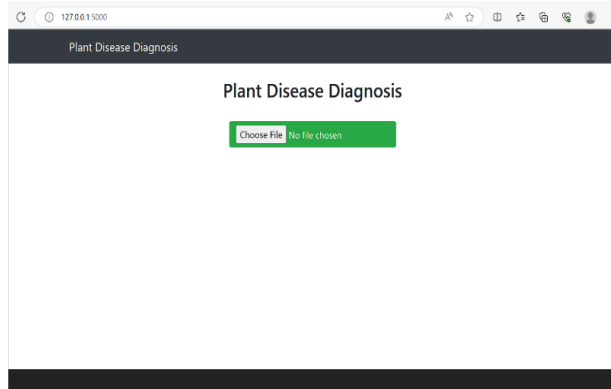 127.0.0.1:5000
Plant Disease Diagnosis
Plant Disease Diagnosis
Choose File No file chosen